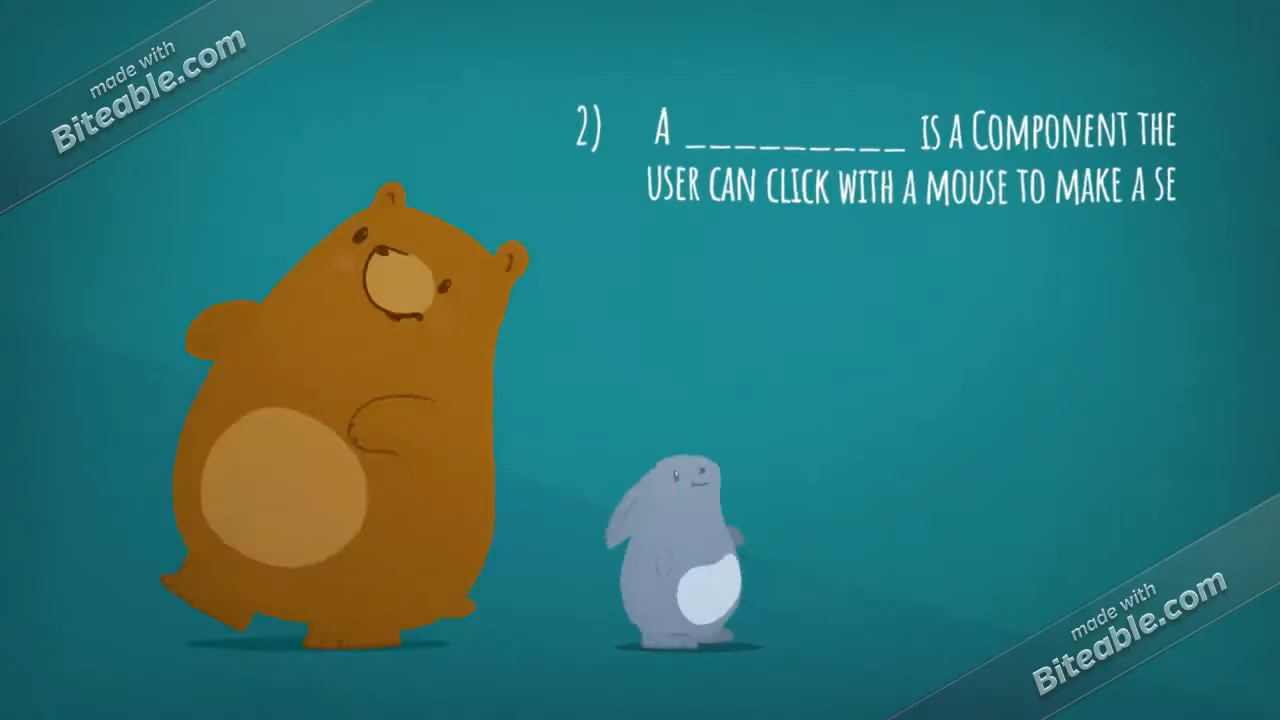 made with
Biteable.com
2) A _________ IS A COMPONENT THE
USER CAN CLICK WITH A MOUSE TO MAKE A SE
made with
Biteable.com